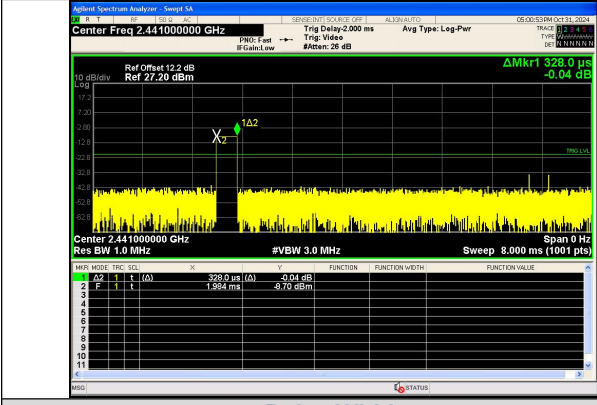 Agilent Spectrum Analyzer - Swept SA
R T RF 50 Ω AC SENSE:INT SOURCE OFF ALIGN AUTO 05:00:53 PM Oct 31, 2024
Center Freq 2.441000000 GHz Trig Delay-2.000 ms Avg Type: Log-Pwr TRACE 1 2 3 4 5 6
PNO: Fast Trig: Video TYPE
IFGain:Low #Atten: 26 dB DET N N N N N N
ΔMkr1 328.0 μs
-0.04 dB
Ref Offset 12.2 dB
10 dB/div Ref 27.20 dBm
Log
17.2
7.20
-2.80
-12.8
-22.8
-32.8
-42.8
-52.8
-62.8
1Δ2
X2
TRIG LVL
Center 2.441000000 GHz Span 0 Hz
Res BW 1.0 MHz #VBW 3.0 MHz Sweep 8.000 ms (1001 pts)
MKR MODE TRC SCL X Y FUNCTION FUNCTION WIDTH FUNCTION VALUE
1 Δ2 1 t (Δ) 328.0 μs (Δ) -0.04 dB
2 F 1 t 1.984 ms -8.70 dBm
3
4
5
6
7
8
9
10
11
MSG STATUS